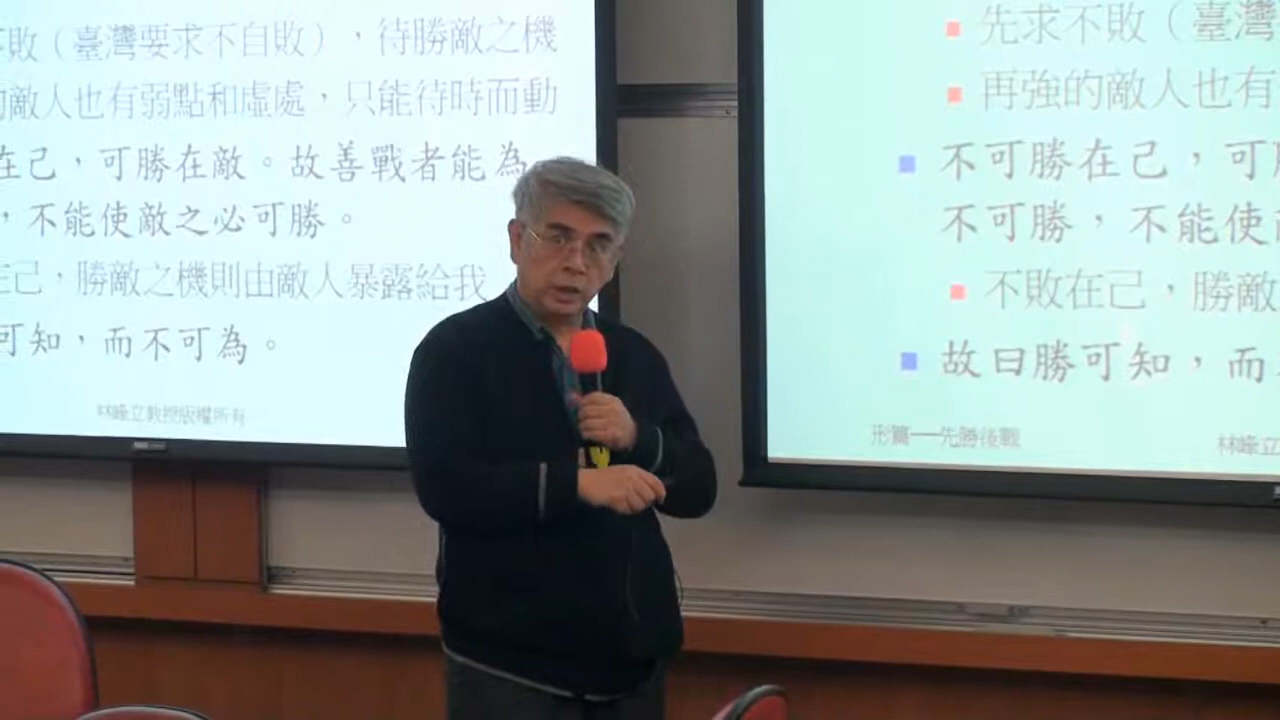 不敗（臺灣要求不自敗），待勝敵之機
的敵人也有弱點和虛處，只能待時而動
在己，可勝在敵。故善戰者能為
，不能使敵之必可勝。
在己，勝敵之機則由敵人暴露給我
可知，而不可為。
林峰立教授版權所有
先求不敗（臺灣
再強的敵人也有
不可勝在己，可勝
不可勝，不能使
不敗在己，勝敵
故曰勝可知，而
形篇──先勝後戰
林峰立